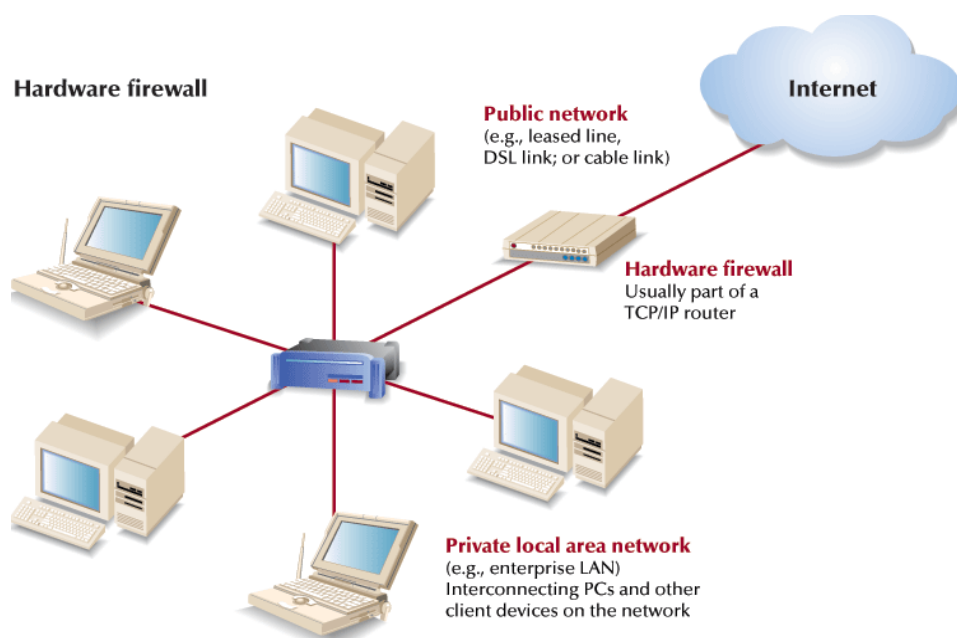 Hardware firewall
Internet
Public network
(e.g., leased line,
DSL link; or cable link)
Hardware firewall
Usually part of a
TCP/IP router
Private local area network
(e.g., enterprise LAN)
Interconnecting PCs and other
client devices on the network